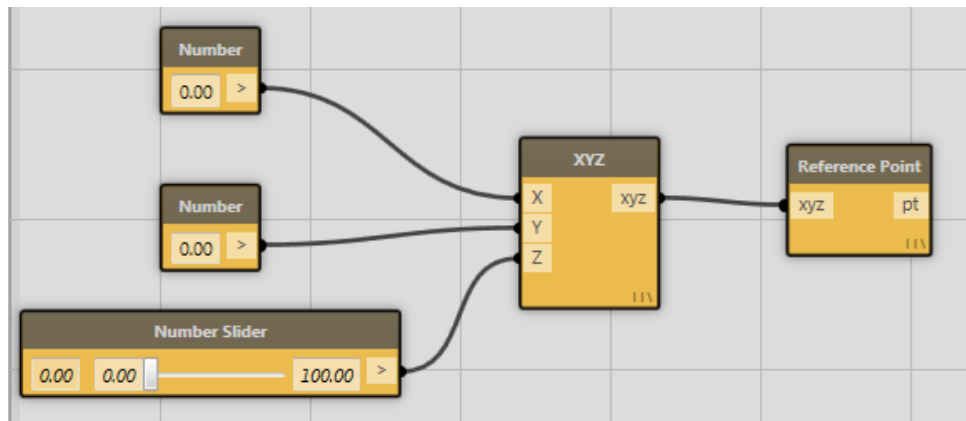 Number
0.00 >
Number
0.00 >
Number Slider
0.00 0.00 100.00 >
XYZ
X xyz
Y
Z
Reference Point
xyz pt